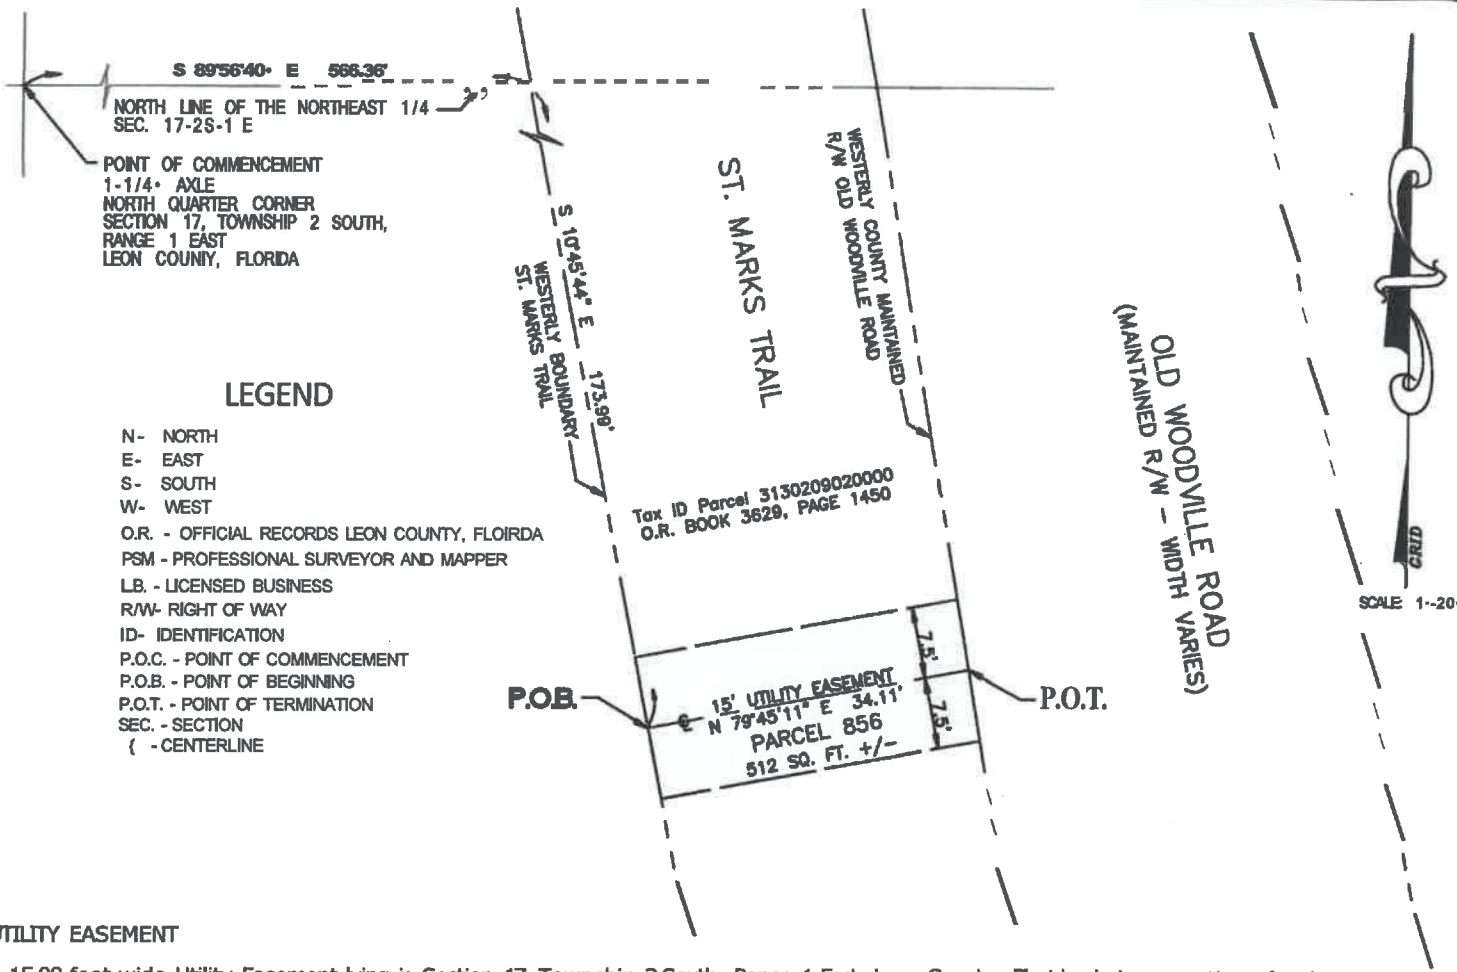 S 89°56'40" E 566.36'
NORTH LINE OF THE NORTHEAST 1/4
SEC. 17-2S-1 E
POINT OF COMMENCEMENT
1-1/4" AXLE
NORTH QUARTER CORNER
SECTION 17, TOWNSHIP 2 SOUTH,
RANGE 1 EAST
LEON COUNIY, FLORIDA
S 10°45'44" E 173.99'
WESTERLY BOUNDARY
ST. MARKS TRAIL
ST. MARKS TRAIL
WESTERLY COUNTY MAINTAINED
R/W OLD WOODVILLE ROAD
OLD WOODVILLE ROAD
(MAINTAINED R/W - WIDTH VARIES)
GRID
SCALE 1"-20'
LEGEND
N- NORTH
E- EAST
S- SOUTH
W- WEST
O.R. - OFFICIAL RECORDS LEON COUNTY, FLOIRDA
PSM - PROFESSIONAL SURVEYOR AND MAPPER
L.B. - LICENSED BUSINESS
R/W- RIGHT OF WAY
ID- IDENTIFICATION
P.O.C. - POINT OF COMMENCEMENT
P.O.B. - POINT OF BEGINNING
P.O.T. - POINT OF TERMINATION
SEC. - SECTION
( - CENTERLINE
Tax ID Parcel 3130209020000
O.R. BOOK 3629, PAGE 1450
P.O.B.
15' UTILITY EASEMENT
N 79°45'11" E 34.11'
PARCEL 856
512 SQ. FT. +/-
7.5'
7.5'
P.O.T.
UTILITY EASEMENT